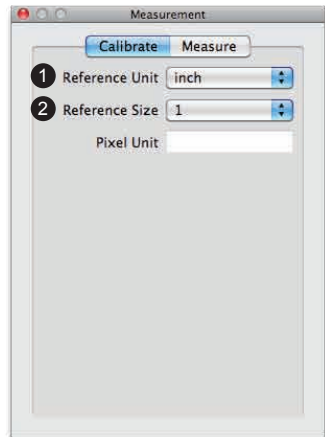 Measurement
Calibrate Measure
1 Reference Unit inch
2 Reference Size 1
Pixel Unit